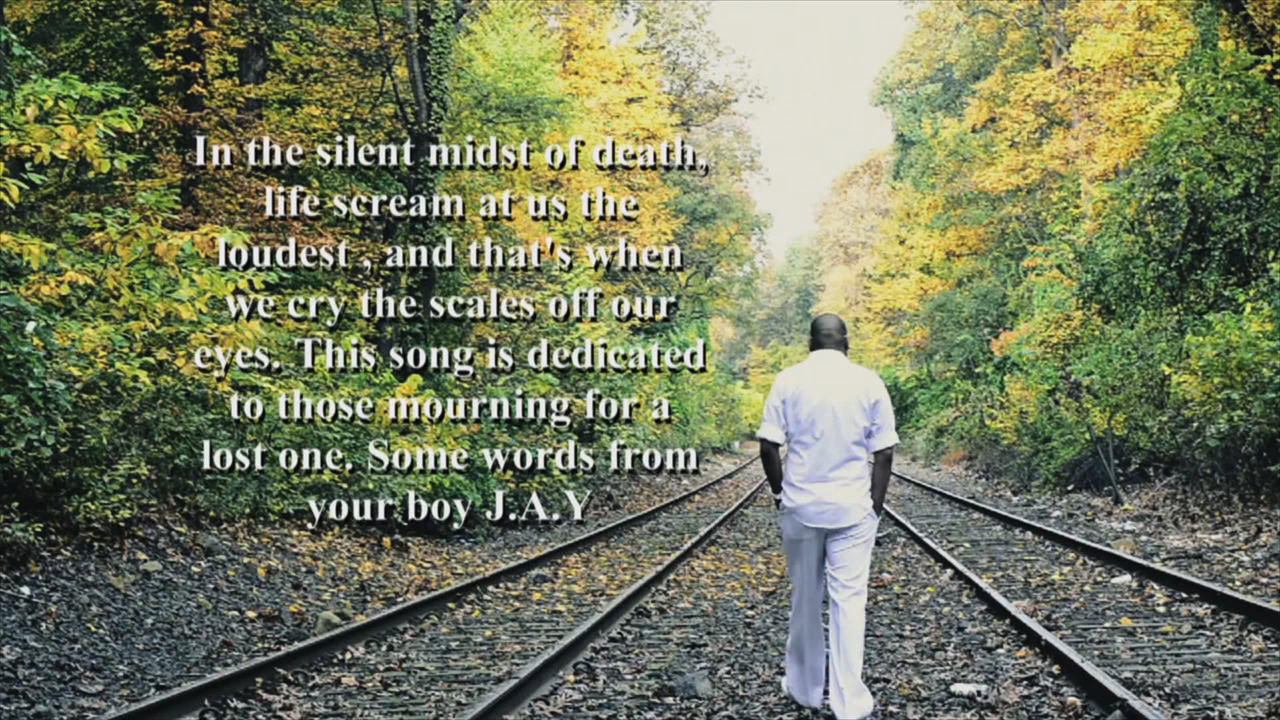 In the silent midst of death,
life scream at us the
loudest , and that's when
we cry the scales off our
eyes. This song is dedicated
to those mourning for a
lost one. Some words from
your boy J.A.Y